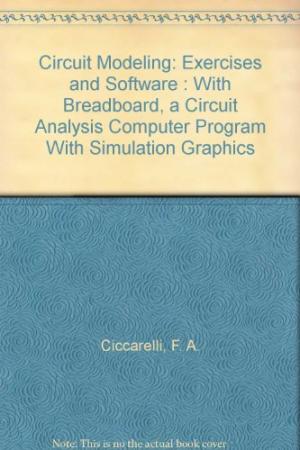 Circuit Modeling: Exercises
and Software : With
Breadboard, a Circuit
Analysis Computer Program
With Simulation Graphics
Ciccarelli, F. A.
Note: This is no the actual book cover